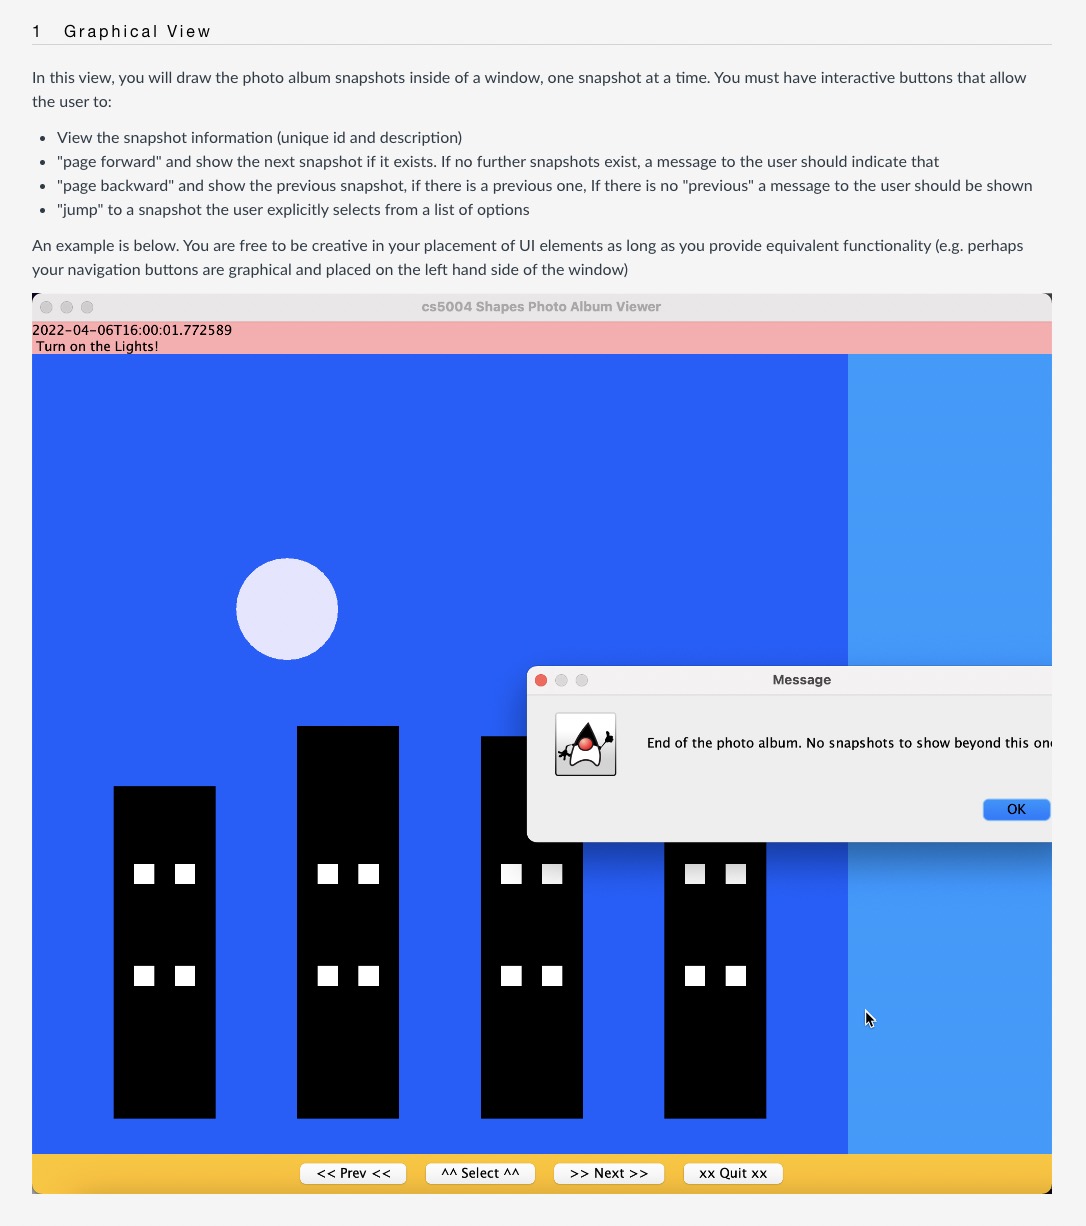 1 Graphical View
In this view, you will draw the photo album snapshots inside of a window, one snapshot at a time. You must have interactive buttons that allow
the user to:
• View the snapshot information (unique id and description)
• "page forward" and show the next snapshot if it exists. If no further snapshots exist, a message to the user should indicate that
• "page backward" and show the previous snapshot, if there is a previous one, If there is no "previous" a message to the user should be shown
• "jump" to a snapshot the user explicitly selects from a list of options
An example is below. You are free to be creative in your placement of UI elements as long as you provide equivalent functionality (e.g. perhaps
your navigation buttons are graphical and placed on the left hand side of the window)
cs5004 Shapes Photo Album Viewer
2022-04-06T16:00:01.772589
Turn on the Lights!
Message
End of the photo album. No snapshots to show beyond this
OK
<< Prev <<
^^ Select ^^
>> Next >>
xx Quit xx